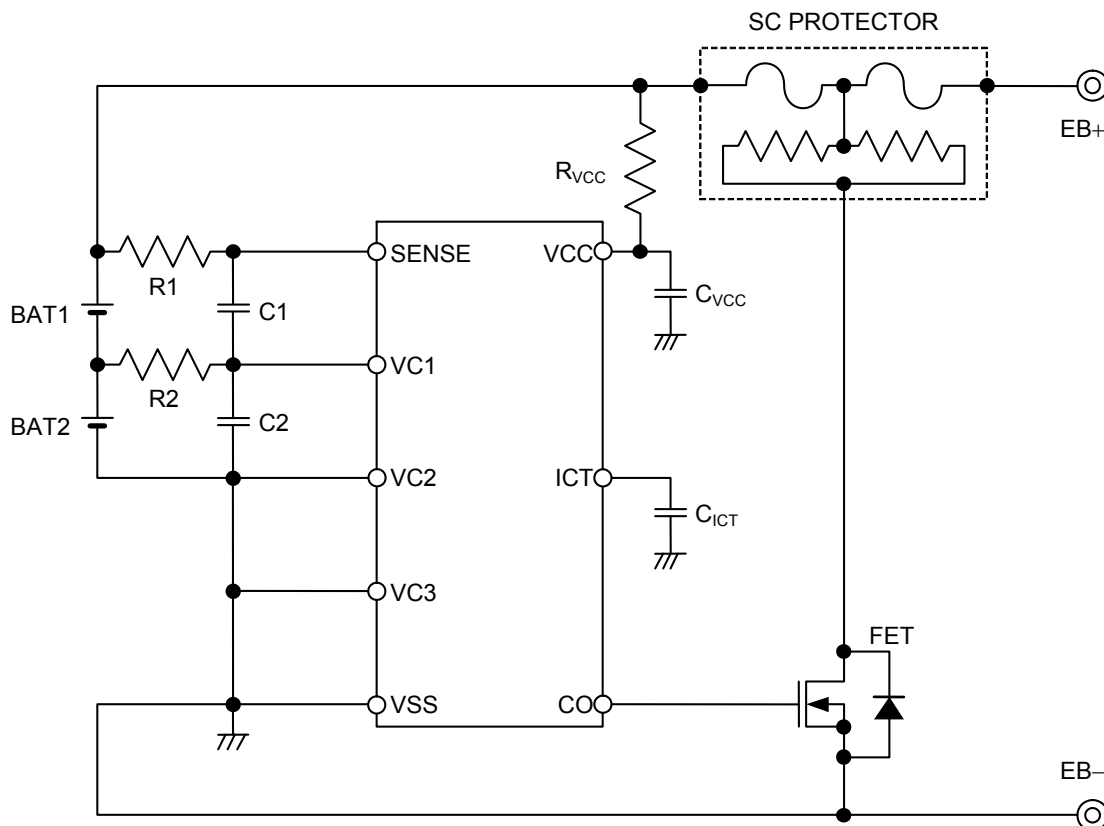 SC PROTECTOR
EB+
RVCC
SENSE
VCC
R1
BAT1
C1
CVCC
VC1
R2
BAT2
C2
VC2
ICT
CICT
VC3
FET
VSS
CO
EB−